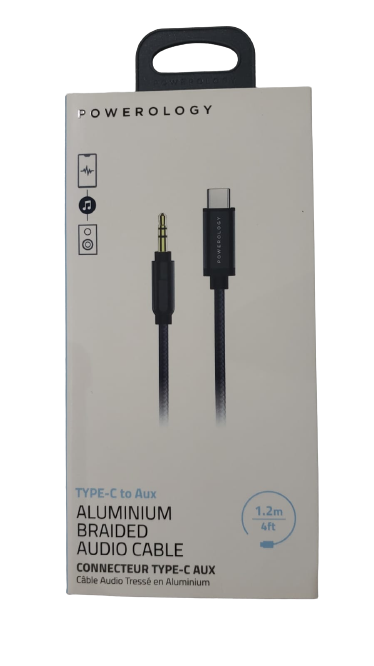 POWEROLOGY
POWEROLOGY
TYPE-C to Aux
ALUMINIUM
BRAIDED
AUDIO CABLE
1.2m
4ft
CONNECTEUR TYPE-C AUX
Câble Audio Tressé en Aluminium